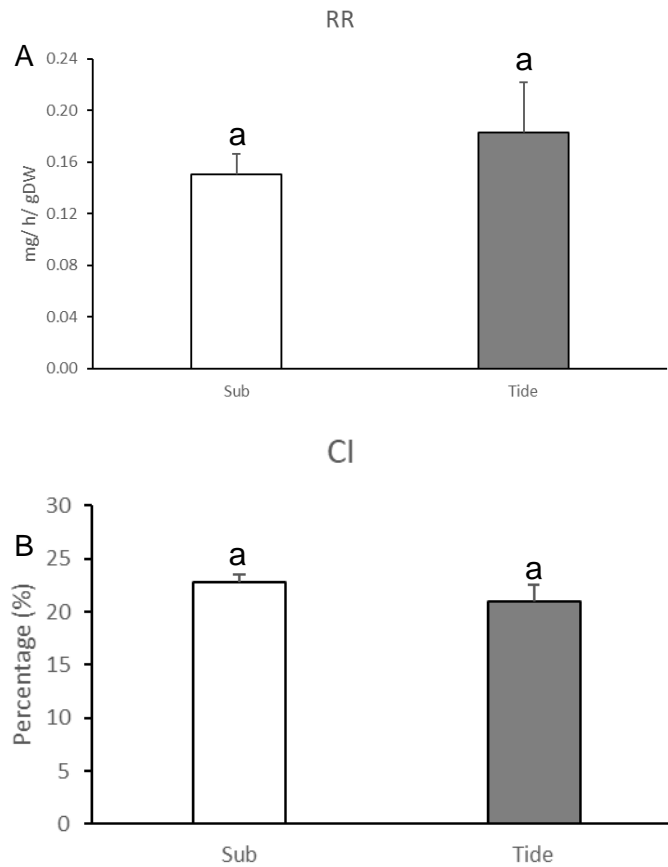 RR
A
0.24
a
a
0.20
0.16
mg/ h/ gDW
0.12
0.08
0.04
0.00
Sub
Tide
CI
30
B
a
a
25
20
Percentage (%)
15
10
5
0
Sub
Tide